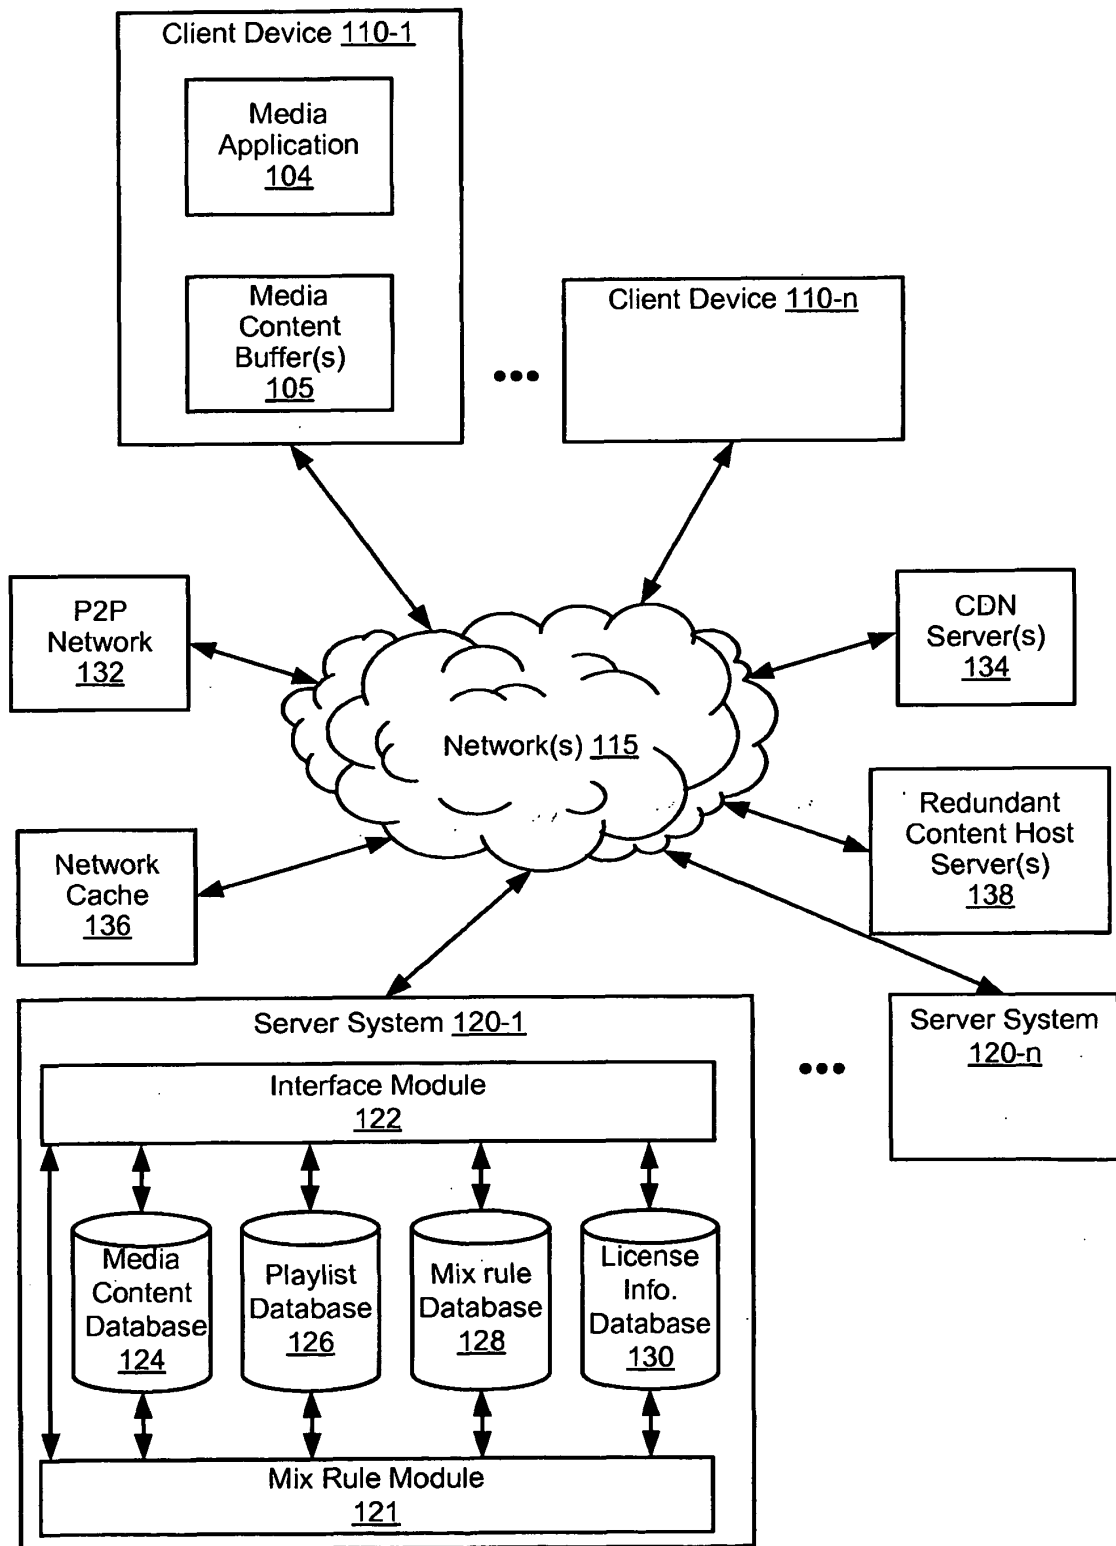 Client Device 110-1
Media
Application
104
Media
Content
Buffer(s)
105
Client Device 110-n
P2P
Network
132
CDN
Server(s)
134
Network(s) 115
Redundant
Content Host
Server(s)
138
Network
Cache
136
Server System 120-1
Interface Module
122
Media
Content
Database
124
Playlist
Database
126
Mix rule
Database
128
License
Info.
Database
130
Mix Rule Module
121
Server System
120-n